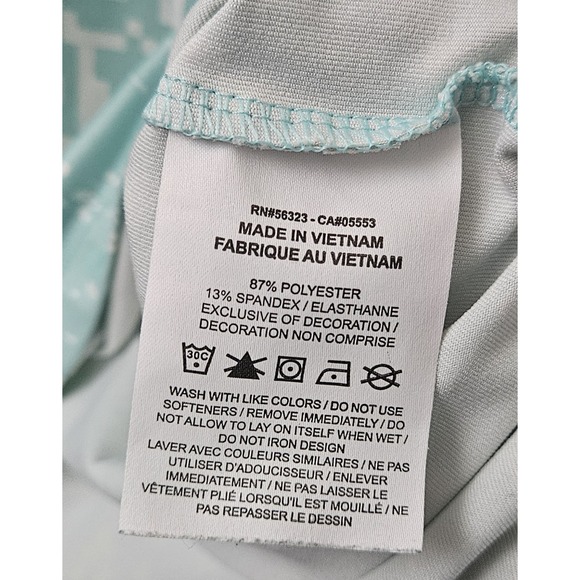 RN#56323 - CA#05553
MADE IN VIETNAM
FABRIQUE AU VIETNAM
87% POLYESTER
13% SPANDEX / ELASTHANNE
EXCLUSIVE OF DECORATION /
DECORATION NON COMPRISE
30C
WASH WITH LIKE COLORS / DO NOT USE
SOFTENERS / REMOVE IMMEDIATELY / DO
NOT ALLOW TO LAY ON ITSELF WHEN WET /
DO NOT IRON DESIGN
LAVER AVEC COULEURS SIMILAIRES / NE PAS
UTILISER D'ADOUCISSEUR / ENLEVER
IMMEDIATEMENT / NE PAS LAISSER LE
VÊTEMENT PLIÉ LORSQU'IL EST MOUILLÉ / NE
PAS REPASSER LE DESSIN